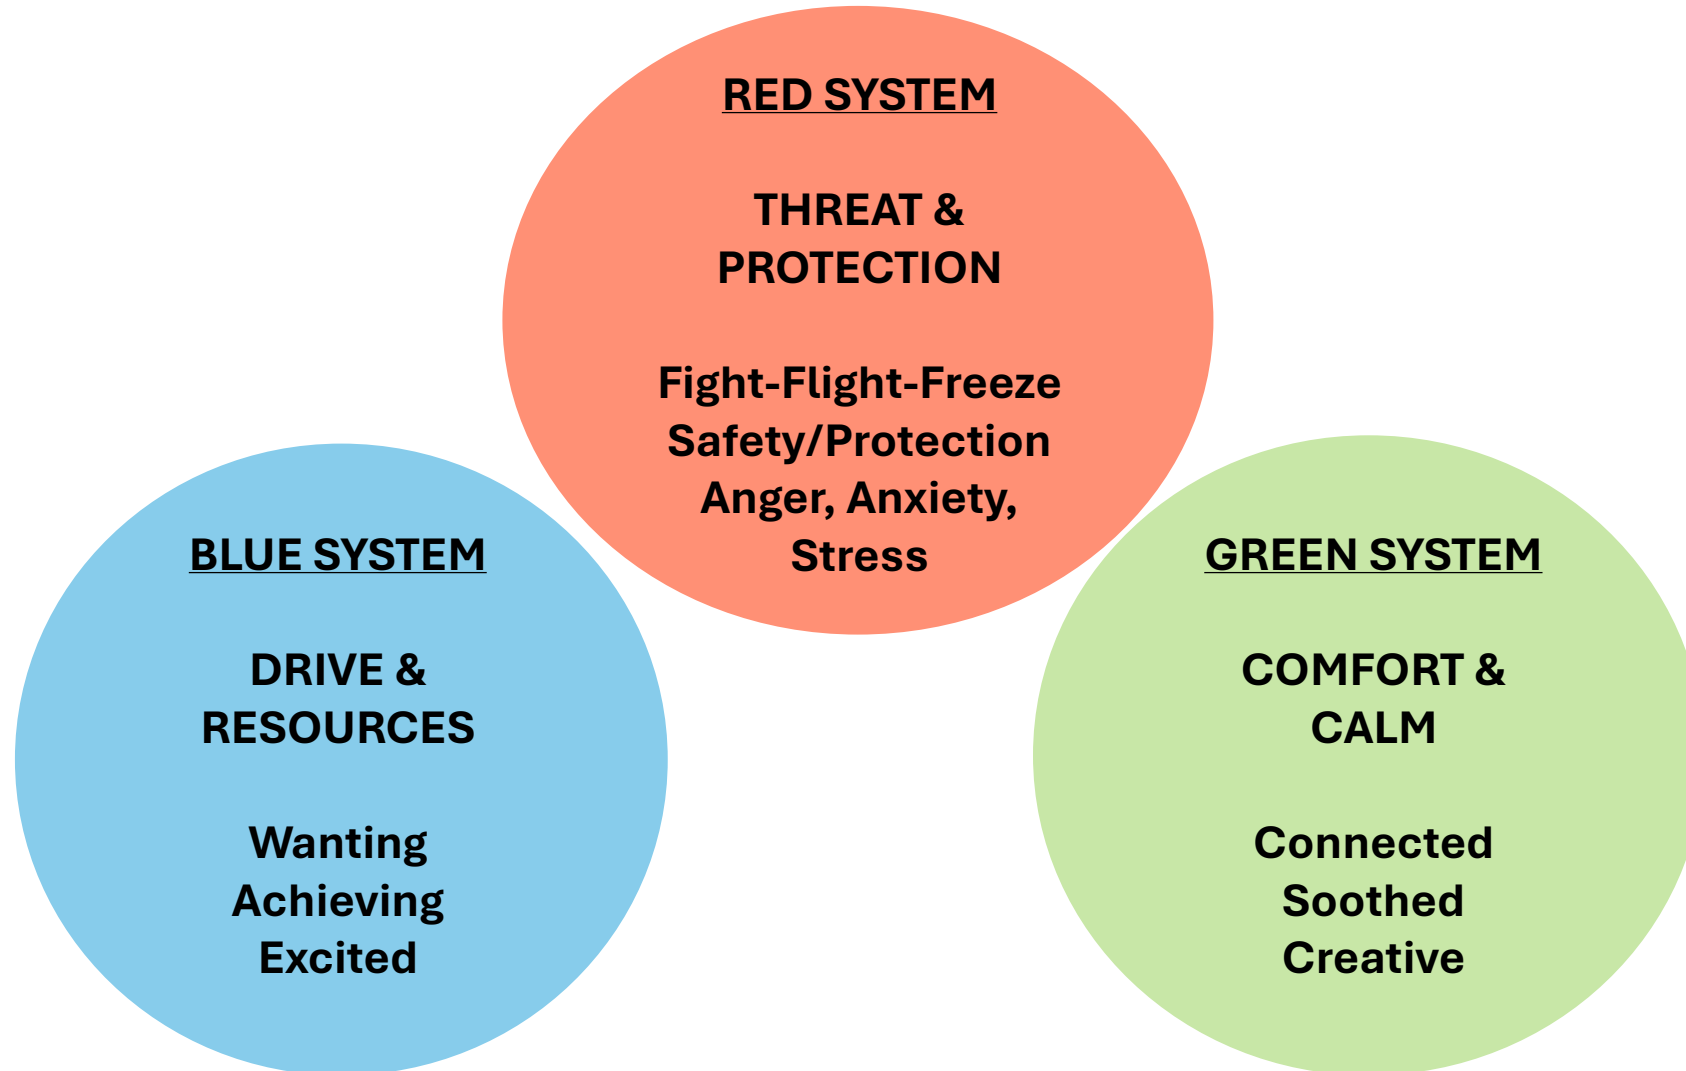 RED SYSTEM
THREAT &
PROTECTION
Fight-Flight-Freeze
Safety/Protection
Anger, Anxiety,
Stress
BLUE SYSTEM
DRIVE &
RESOURCES
Wanting
Achieving
Excited
GREEN SYSTEM
COMFORT &
CALM
Connected
Soothed
Creative